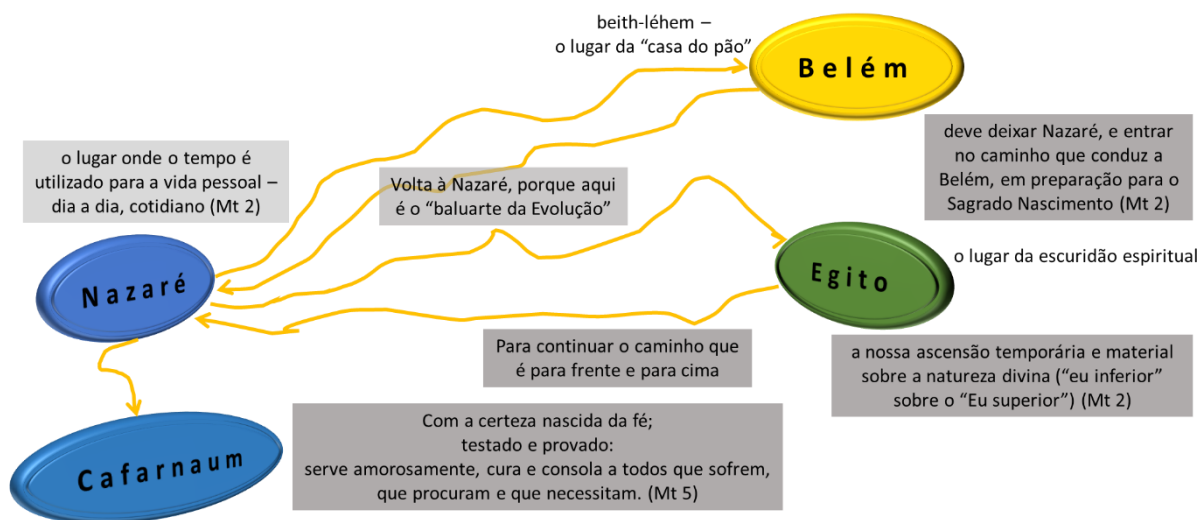 beith-léhem –
o lugar da “casa do pão”
Belém
o lugar onde o tempo é
utilizado para a vida pessoal –
dia a dia, cotidiano (Mt 2)
Volta à Nazaré, porque aqui
é o “baluarte da Evolução”
deve deixar Nazaré, e entrar
no caminho que conduz a
Belém, em preparação para o
Sagrado Nascimento (Mt 2)
Nazaré
Egito
o lugar da escuridão espiritual
Para continuar o caminho que
é para frente e para cima
a nossa ascensão temporária e material
sobre a natureza divina (“eu inferior”
sobre o “Eu superior”) (Mt 2)
Cafarnaum
Com a certeza nascida da fé;
testado e provado:
serve amorosamente, cura e consola a todos que sofrem,
que procuram e que necessitam. (Mt 5)